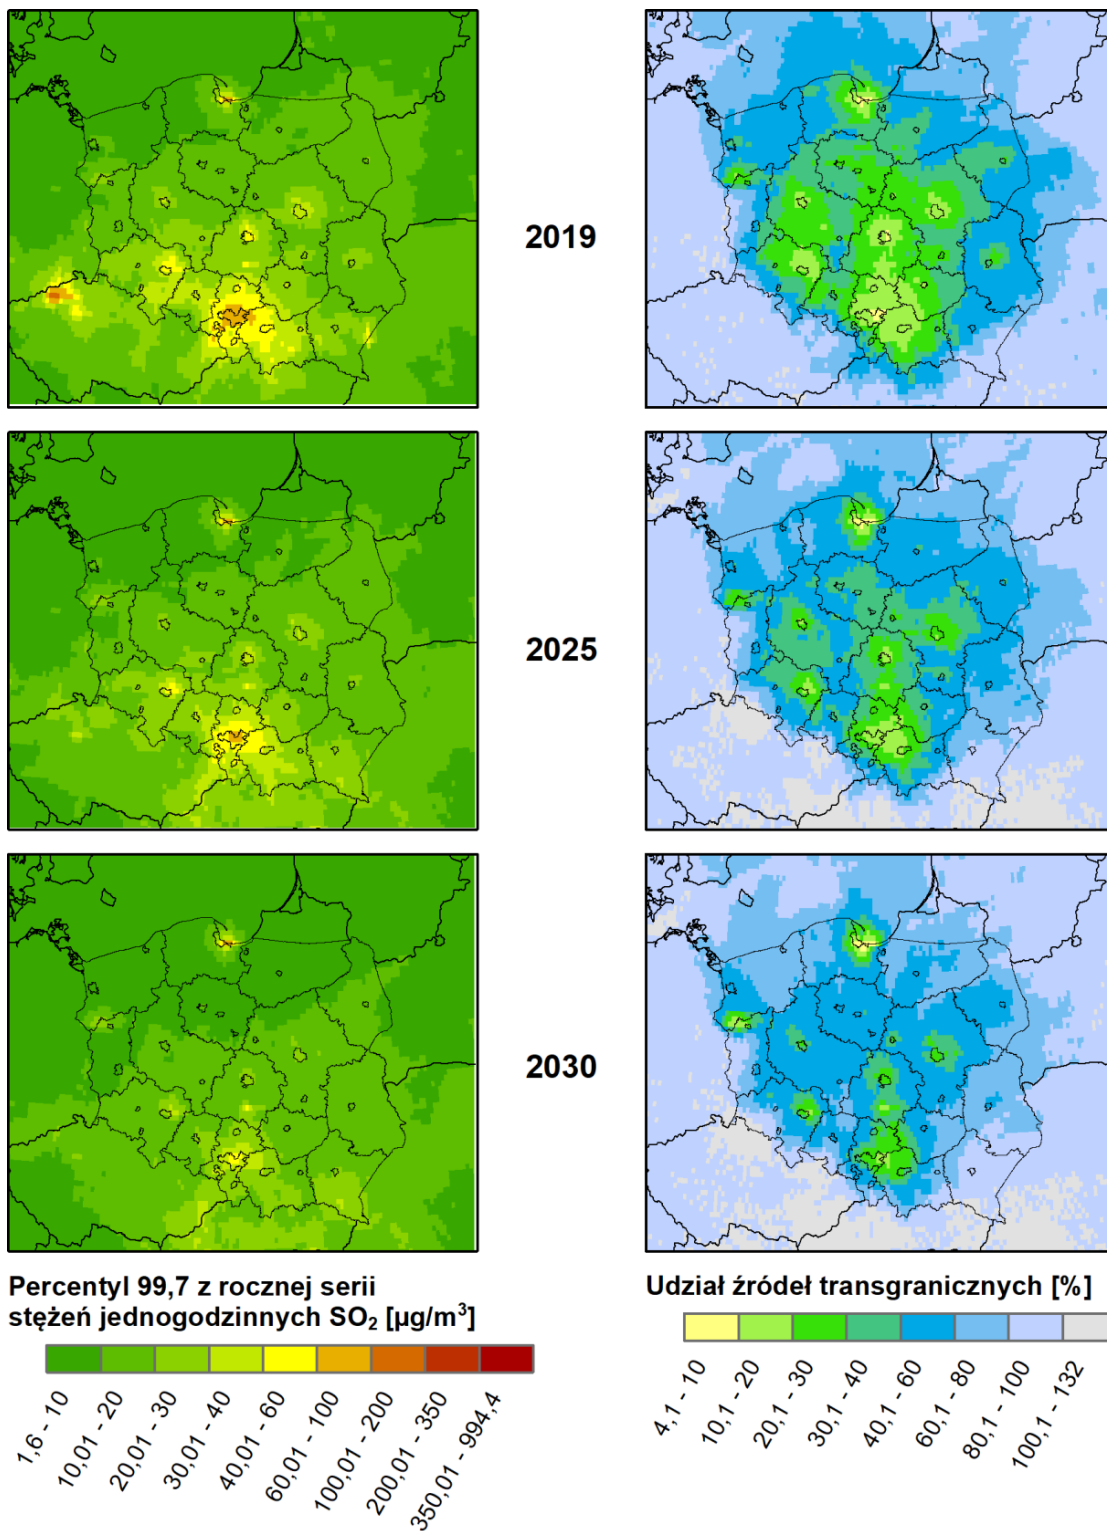 2019
2025
2030
Percentyl 99,7 z rocznej serii
stężeń jednogodzinnych SO₂ [µg/m³]
1,6 - 10
10,01 - 20
20,01 - 30
30,01 - 40
40,01 - 60
60,01 - 100
100,01 - 200
200,01 - 350
350,01 - 994,4
Udział źródeł transgranicznych [%]
4,1 - 10
10,1 - 20
20,1 - 30
30,1 - 40
40,1 - 60
60,1 - 80
80,1 - 100
100,1 - 132